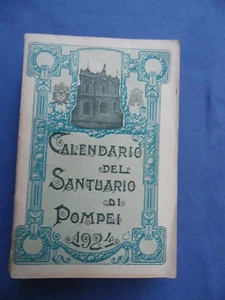 CALENDARIO
DEL
SANTUARIO
DI
POMPEI
1924